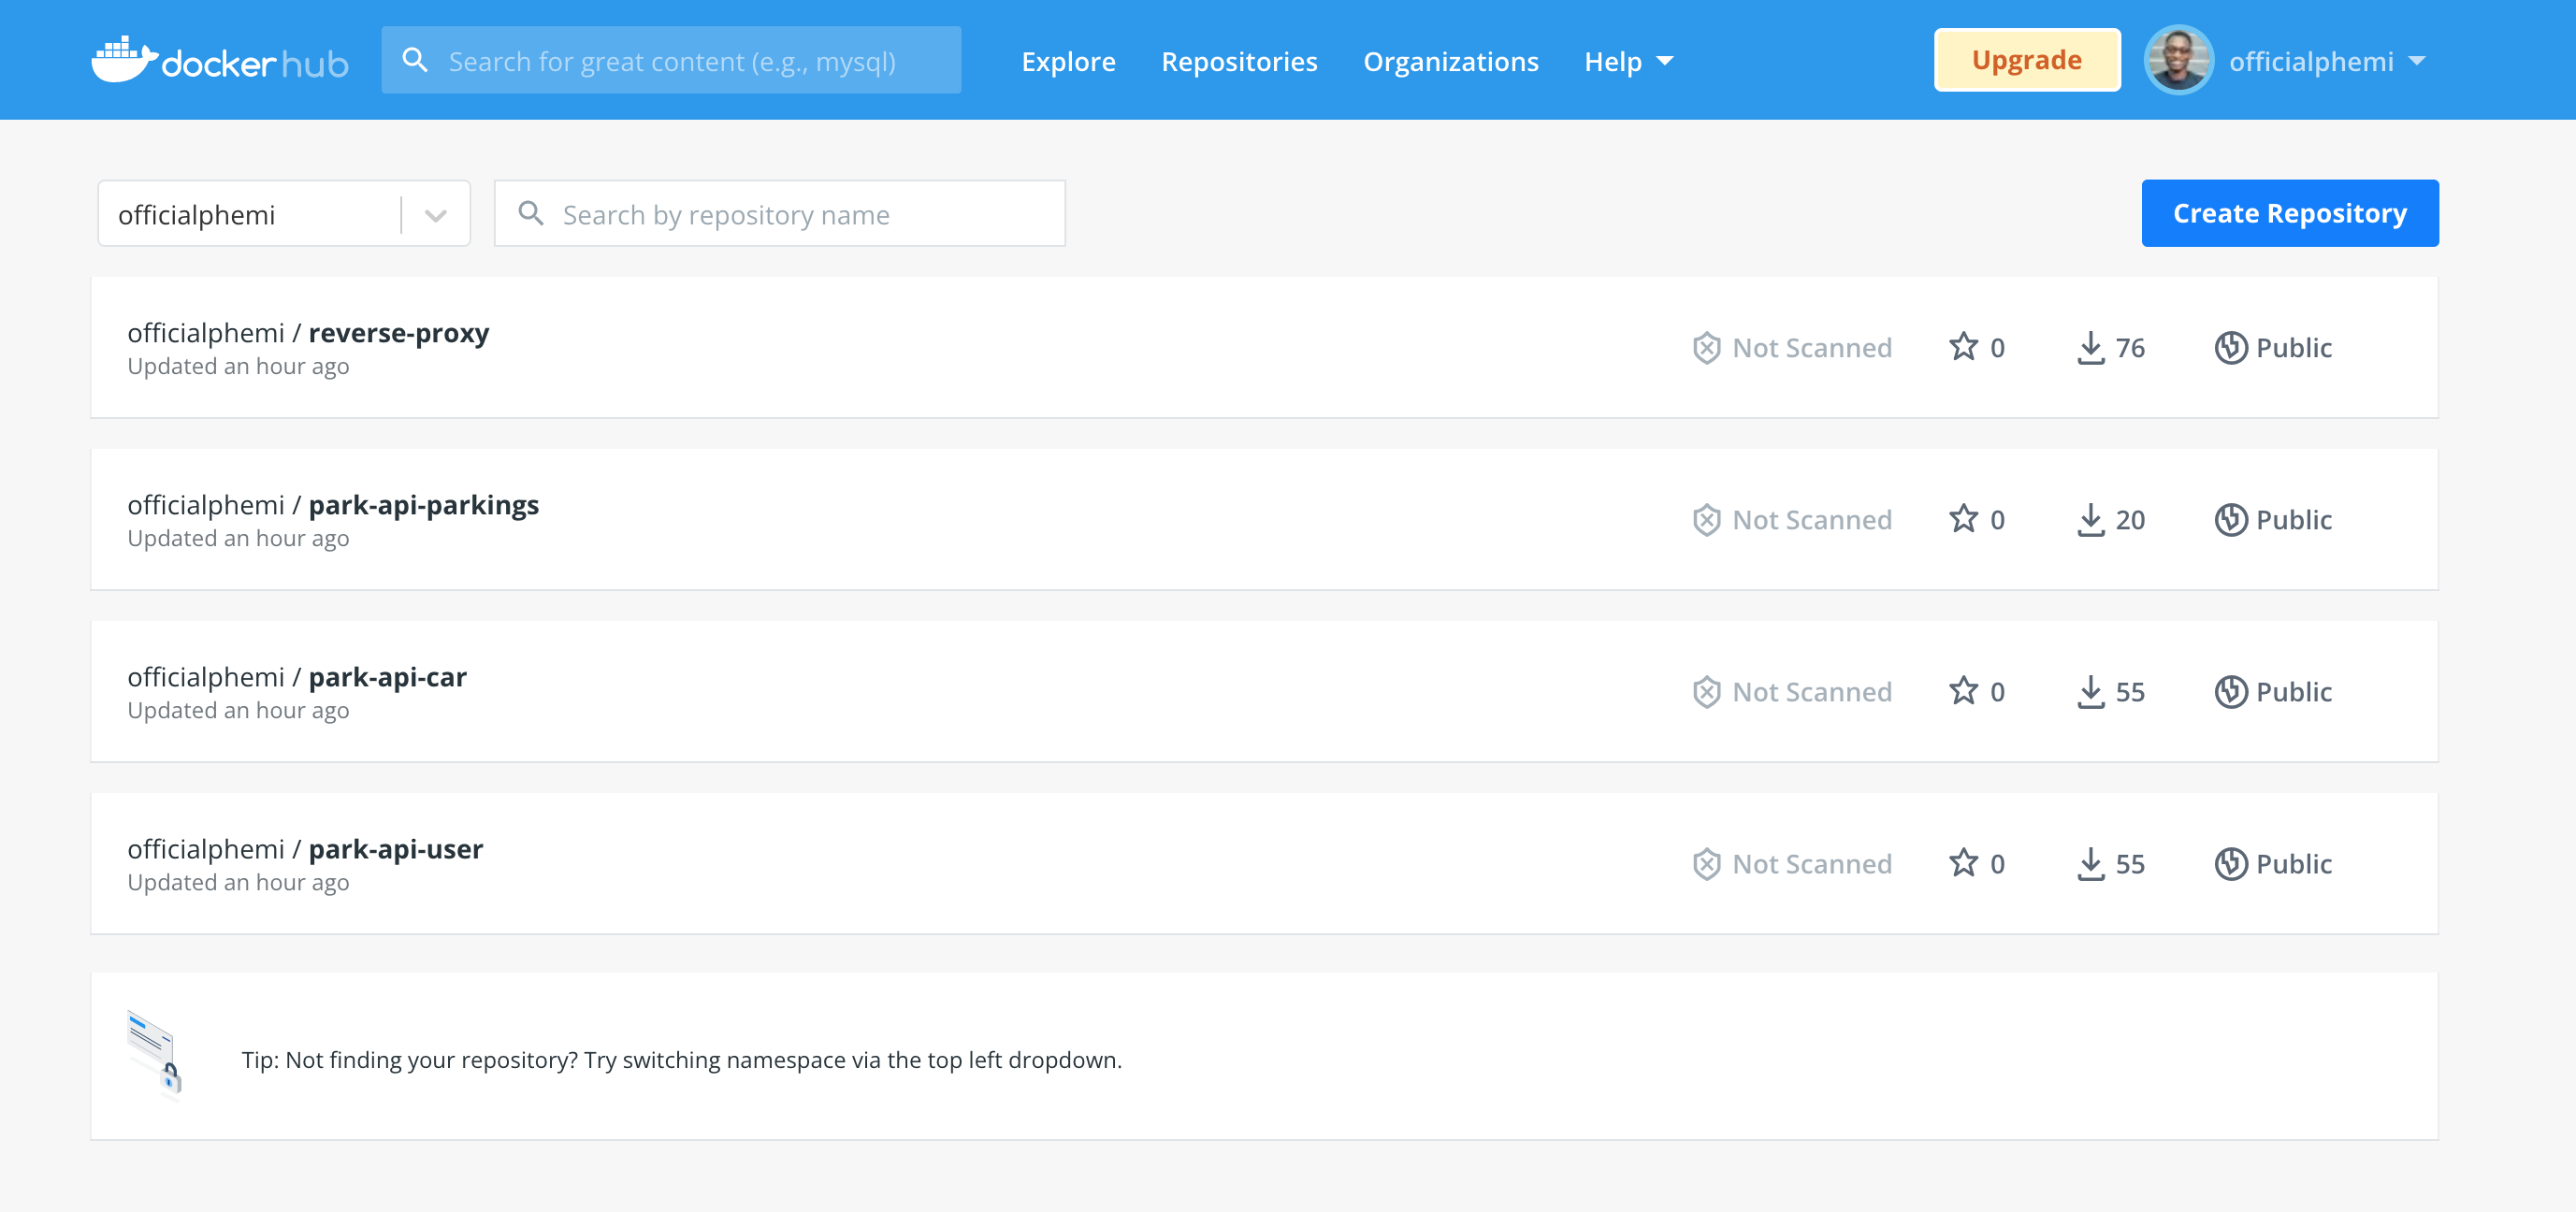 docker hub
Search for great content (e.g., mysql)
Explore
Repositories
Organizations
Help
Upgrade
officialphemi
officialphemi
Search by repository name
Create Repository
officialphemi / reverse-proxy
Updated an hour ago
Not Scanned
0
76
Public
officialphemi / park-api-parkings
Updated an hour ago
Not Scanned
0
20
Public
officialphemi / park-api-car
Updated an hour ago
Not Scanned
0
55
Public
officialphemi / park-api-user
Updated an hour ago
Not Scanned
0
55
Public
Tip: Not finding your repository? Try switching namespace via the top left dropdown.